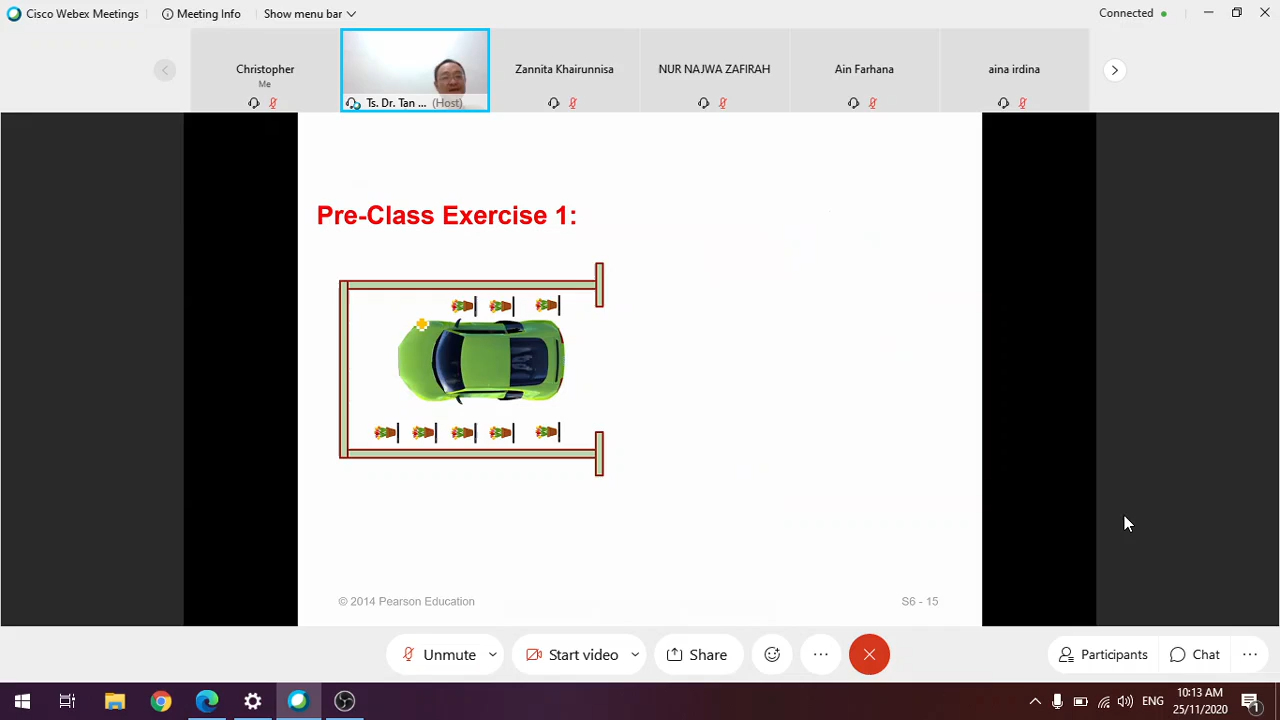 Cisco Webex Meetings
Meeting Info
Show menu bar
Connected
Christopher
Me
Ts. Dr. Tan ... (Host)
Zannita Khairunnisa
NUR NAJWA ZAFIRAH
Ain Farhana
aina irdina
Pre-Class Exercise 1:
© 2014 Pearson Education
S6 - 15
Unmute
Start video
Share
Participants
Chat
ENG
10:13 AM
25/11/2020
1